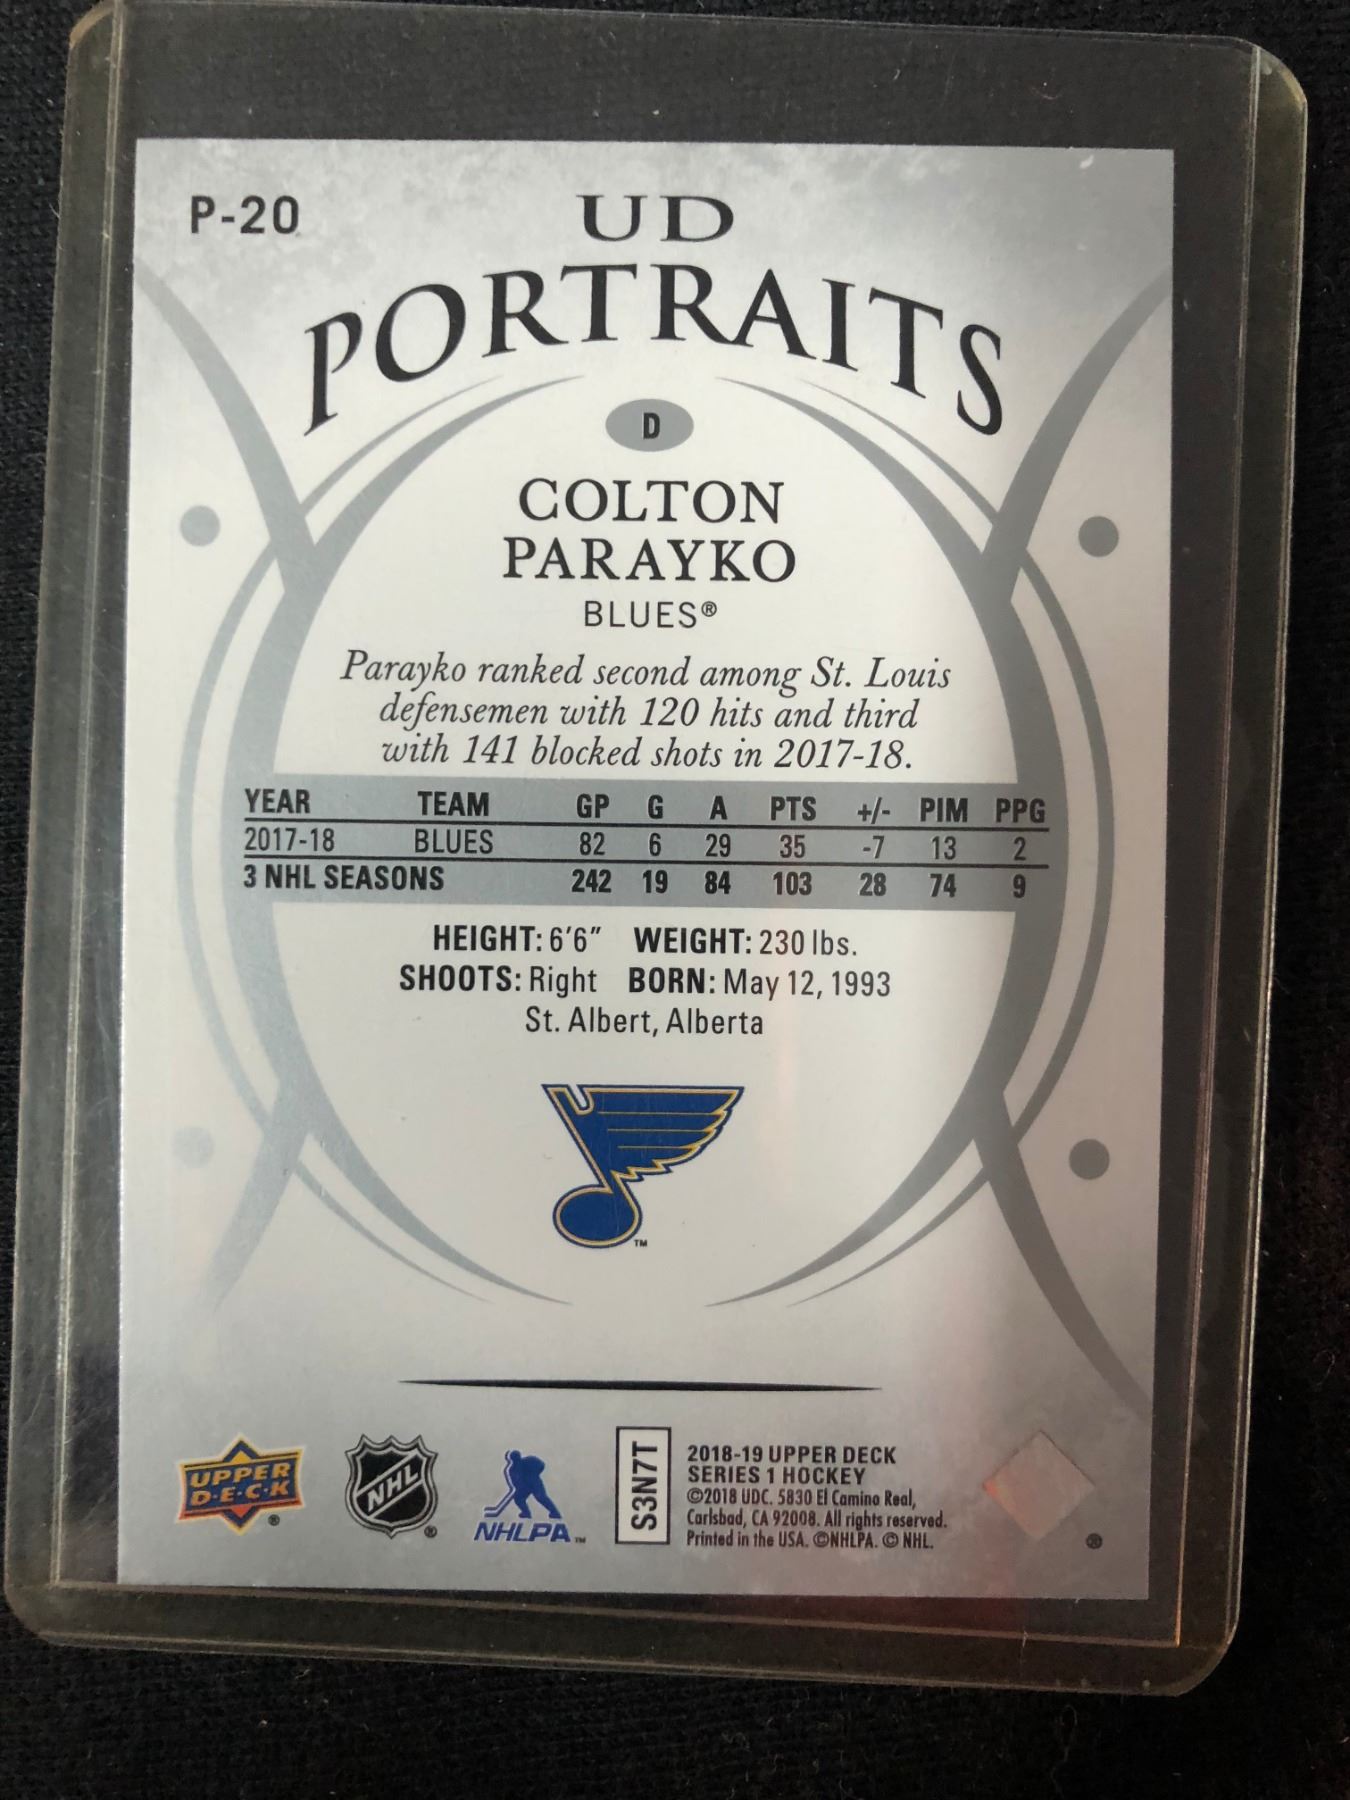 P-20
UD
PORTRAITS
D
COLTON
PARAYKO
BLUES®
Parayko ranked second among St. Louis
defensemen with 120 hits and third
with 141 blocked shots in 2017-18.
YEAR TEAM GP G A PTS +/- PIM PPG
2017-18 BLUES 82 6 29 35 -7 13 2
3 NHL SEASONS 242 19 84 103 28 74 9
HEIGHT: 6'6" WEIGHT: 230 lbs.
SHOOTS: Right BORN: May 12, 1993
St. Albert, Alberta
TM
UPPER
D·E·C·K
®
NHL
®
NHLPA™
S3N7T
2018-19 UPPER DECK
SERIES 1 HOCKEY
©2018 UDC. 5830 El Camino Real,
Carlsbad, CA 92008. All rights reserved.
Printed in the USA. ©NHLPA. © NHL.
®